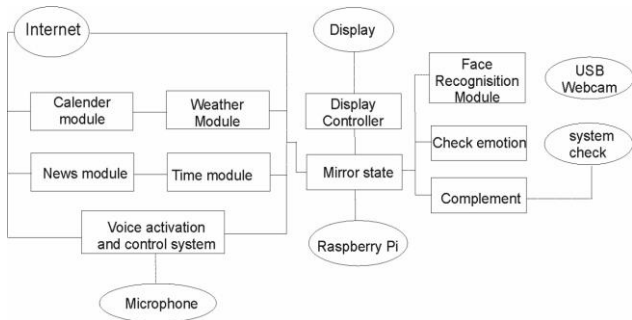 Internet
Display
Face
Recognisition
Module
USB
Webcam
Calender
module
Weather
Module
Display
Controller
Check emotion
system
check
News module
Time module
Mirror state
Complement
Voice activation
and control system
Raspberry Pi
Microphone